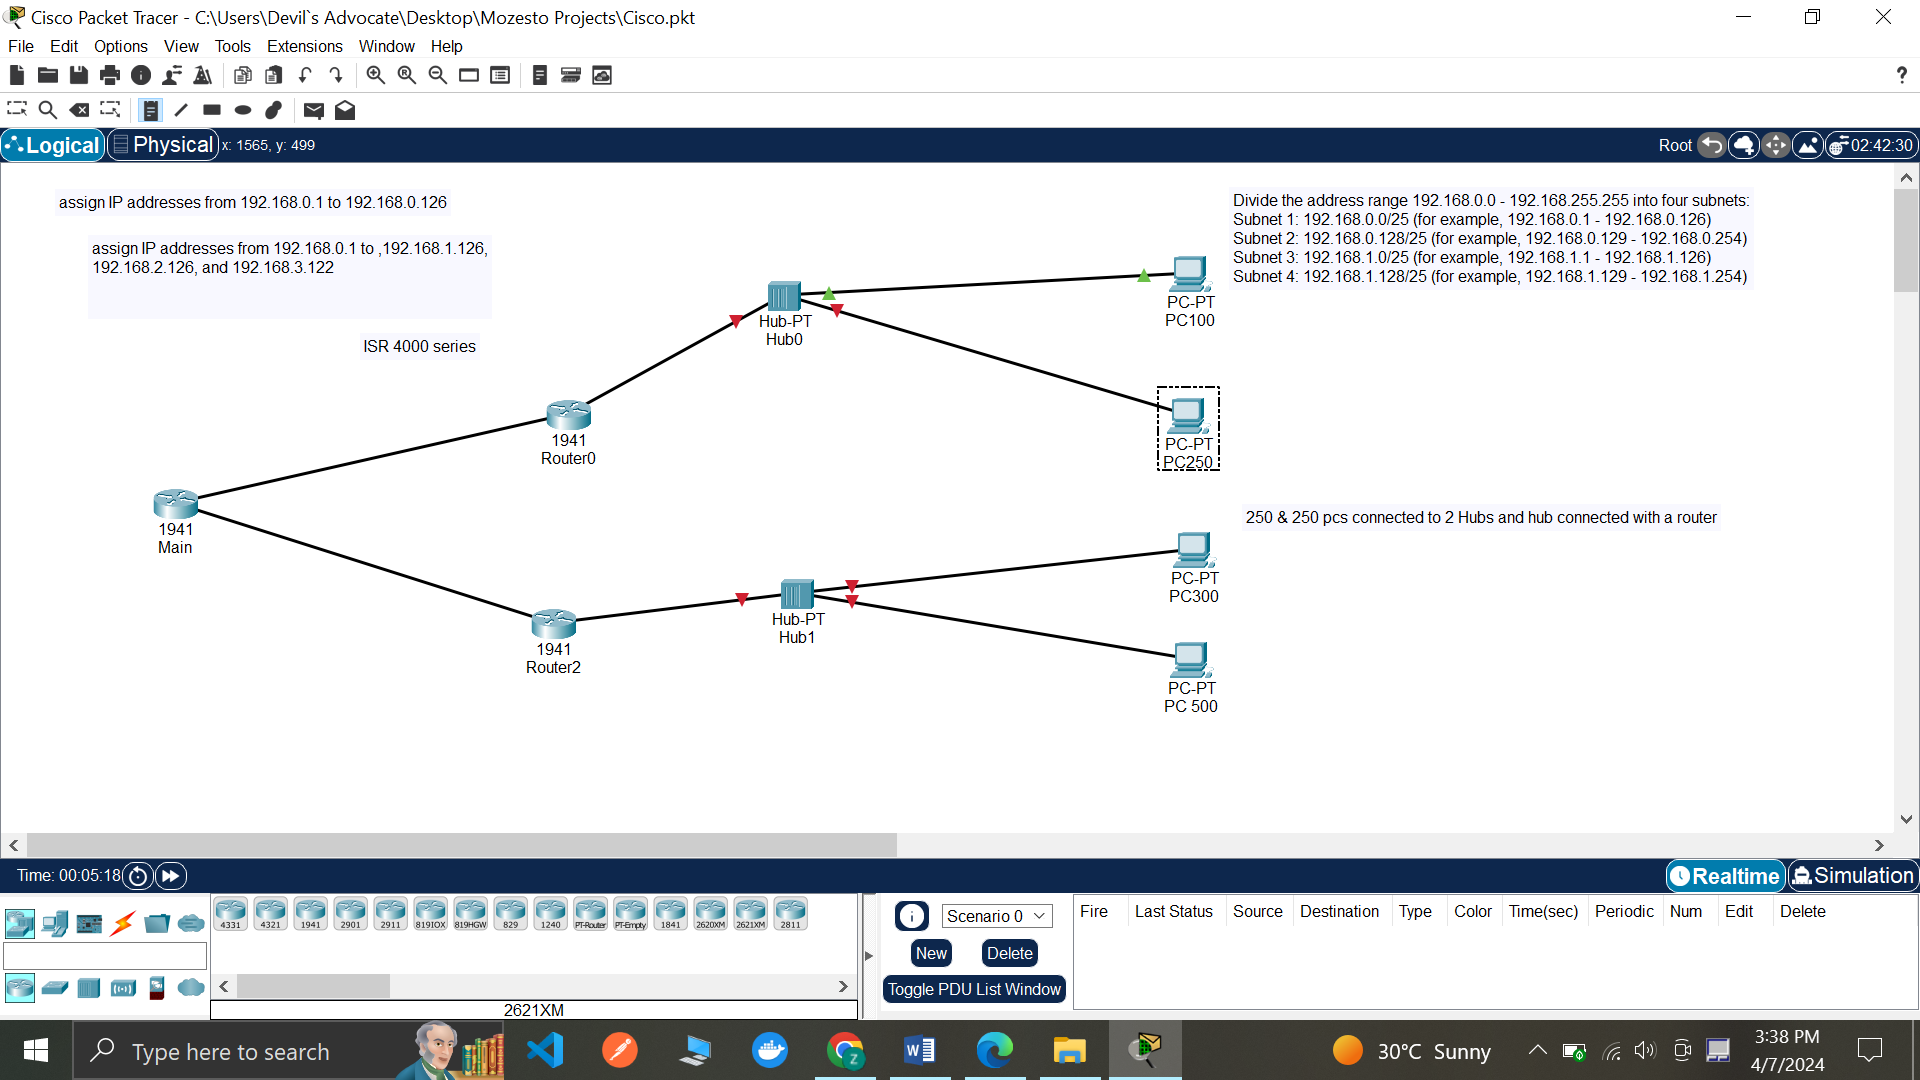 Cisco Packet Tracer - C:\Users\Devil`s Advocate\Desktop\Mozesto Projects\Cisco.pkt
File Edit Options View Tools Extensions Window Help
?
Logical Physical x: 1565, y: 499 Root 02:42:30
assign IP addresses from 192.168.0.1 to 192.168.0.126
assign IP addresses from 192.168.0.1 to ,192.168.1.126,
192.168.2.126, and 192.168.3.122
ISR 4000 series
Divide the address range 192.168.0.0 - 192.168.255.255 into four subnets:
Subnet 1: 192.168.0.0/25 (for example, 192.168.0.1 - 192.168.0.126)
Subnet 2: 192.168.0.128/25 (for example, 192.168.0.129 - 192.168.0.254)
Subnet 3: 192.168.1.0/25 (for example, 192.168.1.1 - 192.168.1.126)
Subnet 4: 192.168.1.128/25 (for example, 192.168.1.129 - 192.168.1.254)
Hub-PT
Hub0
PC-PT
PC100
1941
Router0
PC-PT
PC250
1941
Main
250 & 250 pcs connected to 2 Hubs and hub connected with a router
PC-PT
PC300
Hub-PT
Hub1
1941
Router2
PC-PT
PC 500
Time: 00:05:18 Realtime Simulation
4331 4321 1941 2901 2911 819IOX 819HGW 829 1240 PT-Router PT-Empty 1841 2620XM 2621XM 2811
2621XM
Scenario 0
New Delete
Toggle PDU List Window
Fire Last Status Source Destination Type Color Time(sec) Periodic Num Edit Delete
Type here to search
Z
30°C Sunny
3:38 PM
4/7/2024